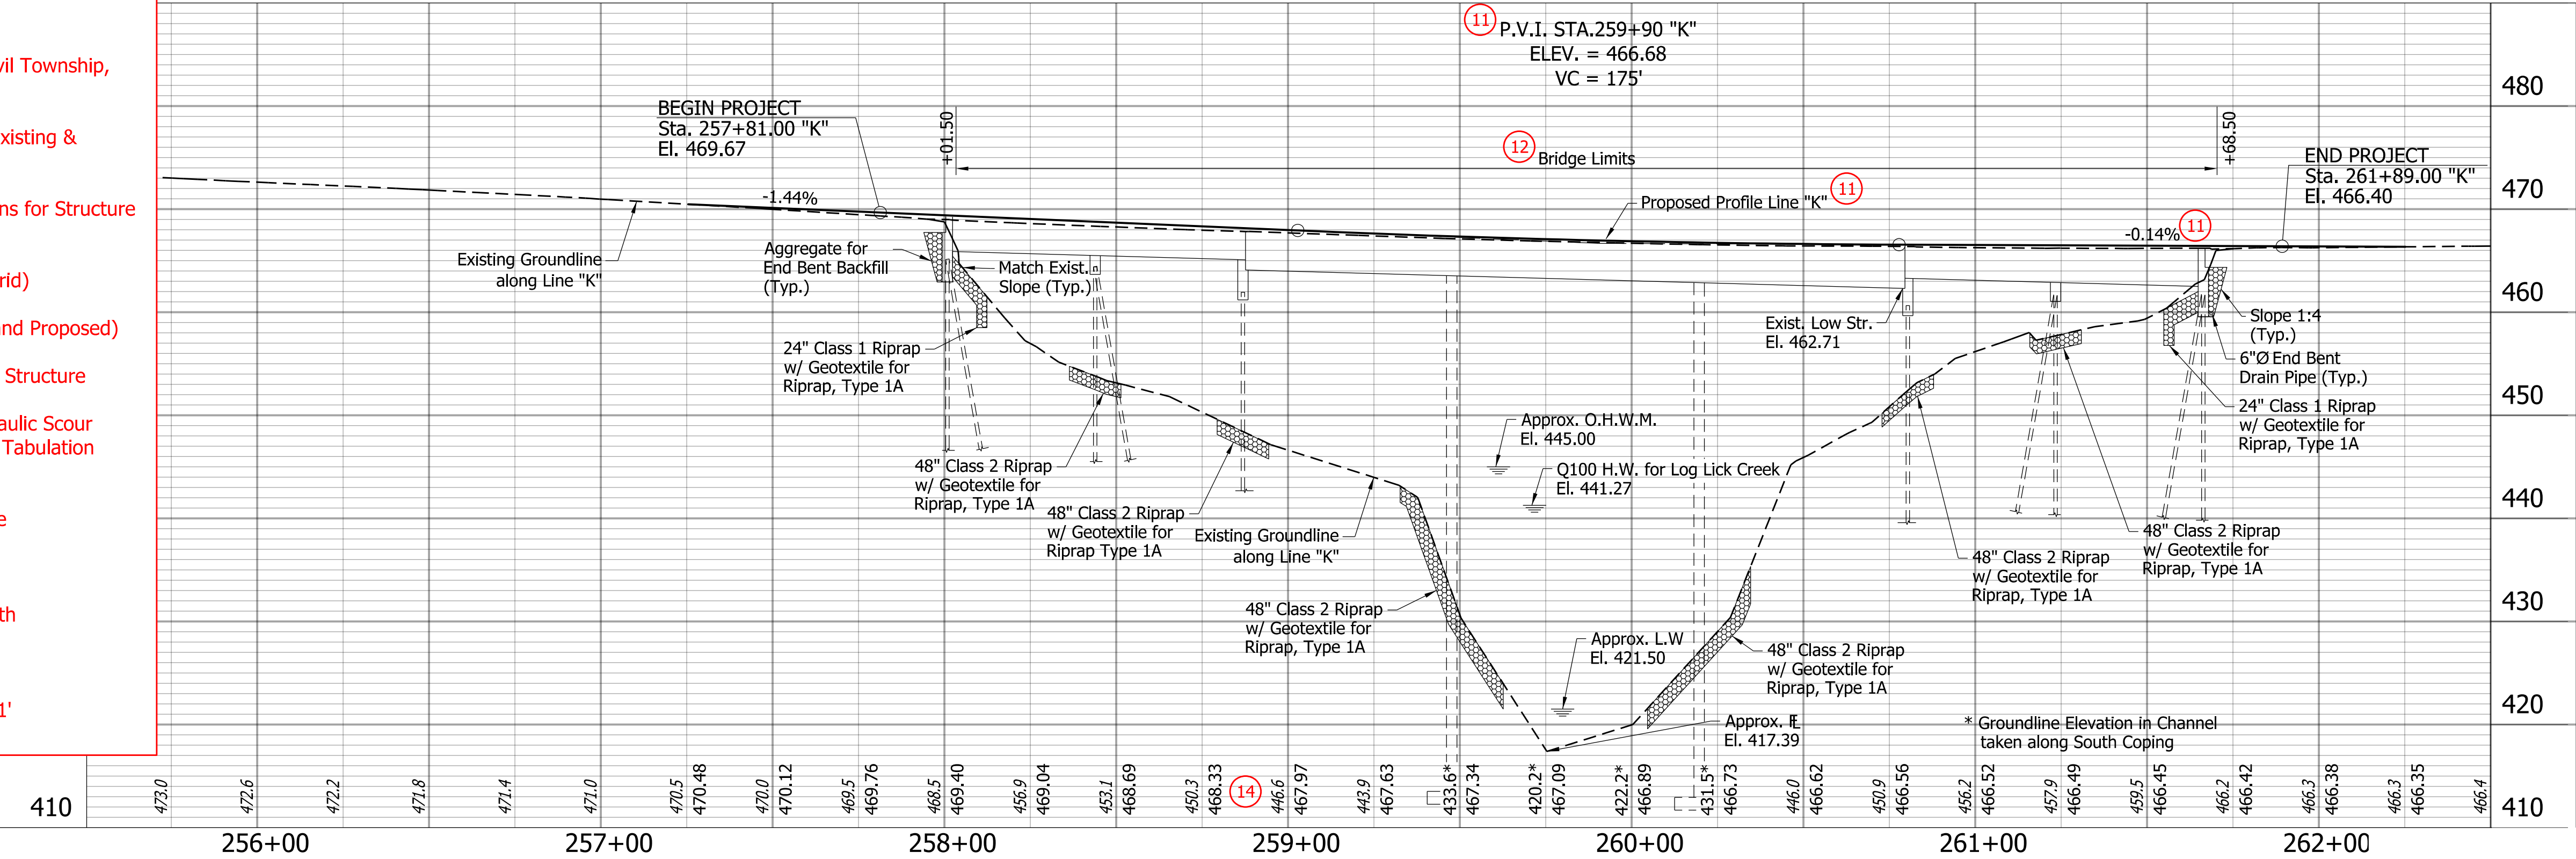 vil Township,
xisting &
ns for Structure
rid)
nd Proposed)
Structure
aulic Scour
Tabulation
e
th
1'
11
P.V.I. STA.259+90 "K"
ELEV. = 466.68
VC = 175'
BEGIN PROJECT
Sta. 257+81.00 "K"
El. 469.67
+01.50
12
Bridge Limits
+68.50
END PROJECT
Sta. 261+89.00 "K"
El. 466.40
-1.44%
Proposed Profile Line "K"
11
-0.14%
11
Existing Groundline
along Line "K"
Aggregate for
End Bent Backfill
(Typ.)
Match Exist.
Slope (Typ.)
24" Class 1 Riprap
w/ Geotextile for
Riprap, Type 1A
48" Class 2 Riprap
w/ Geotextile for
Riprap, Type 1A
48" Class 2 Riprap
w/ Geotextile for
Riprap Type 1A
Existing Groundline
along Line "K"
48" Class 2 Riprap
w/ Geotextile for
Riprap, Type 1A
Approx. O.H.W.M.
El. 445.00
Q100 H.W. for Log Lick Creek
El. 441.27
Approx. L.W
El. 421.50
Exist. Low Str.
El. 462.71
Slope 1:4
(Typ.)
6"Ø End Bent
Drain Pipe (Typ.)
24" Class 1 Riprap
w/ Geotextile for
Riprap, Type 1A
48" Class 2 Riprap
w/ Geotextile for
Riprap, Type 1A
48" Class 2 Riprap
w/ Geotextile for
Riprap, Type 1A
48" Class 2 Riprap
w/ Geotextile for
Riprap, Type 1A
Approx. FL
El. 417.39
* Groundline Elevation in Channel
taken along South Coping
480
470
460
450
440
430
420
410
410
473.0
472.6
472.2
471.8
471.4
471.0
470.5
470.48
470.0
470.12
469.5
469.76
468.5
469.40
456.9
469.04
453.1
468.69
450.3
468.33
14
446.6
467.97
443.9
467.63
433.6*
467.34
420.2*
467.09
422.2*
466.89
431.5*
466.73
446.0
466.62
450.9
466.56
456.2
466.52
457.9
466.49
459.5
466.45
466.2
466.42
466.3
466.38
466.3
466.35
466.4
256+00
257+00
258+00
259+00
260+00
261+00
262+00